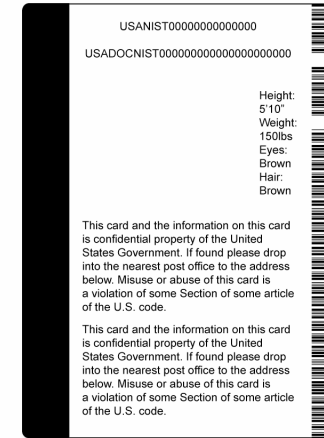 USANIST00000000000000
USADOCNIST000000000000000000000
Height:
5'10"
Weight:
150lbs
Eyes:
Brown
Hair:
Brown
This card and the information on this card
is confidential property of the United
States Government. If found please drop
into the nearest post office to the address
below. Misuse or abuse of this card is
a violation of some Section of some article
of the U.S. code.
This card and the information on this card
is confidential property of the United
States Government. If found please drop
into the nearest post office to the address
below. Misuse or abuse of this card is
a violation of some Section of some article
of the U.S. code.